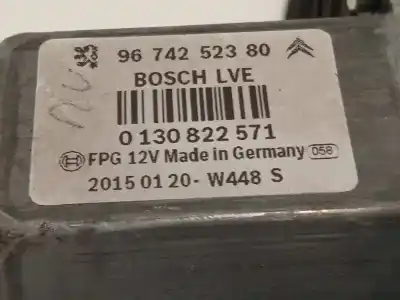 96 742 523 80
BOSCH LVE
0 130 822 571
FPG 12V Made in Germany 058
2015 01 20- W448 S